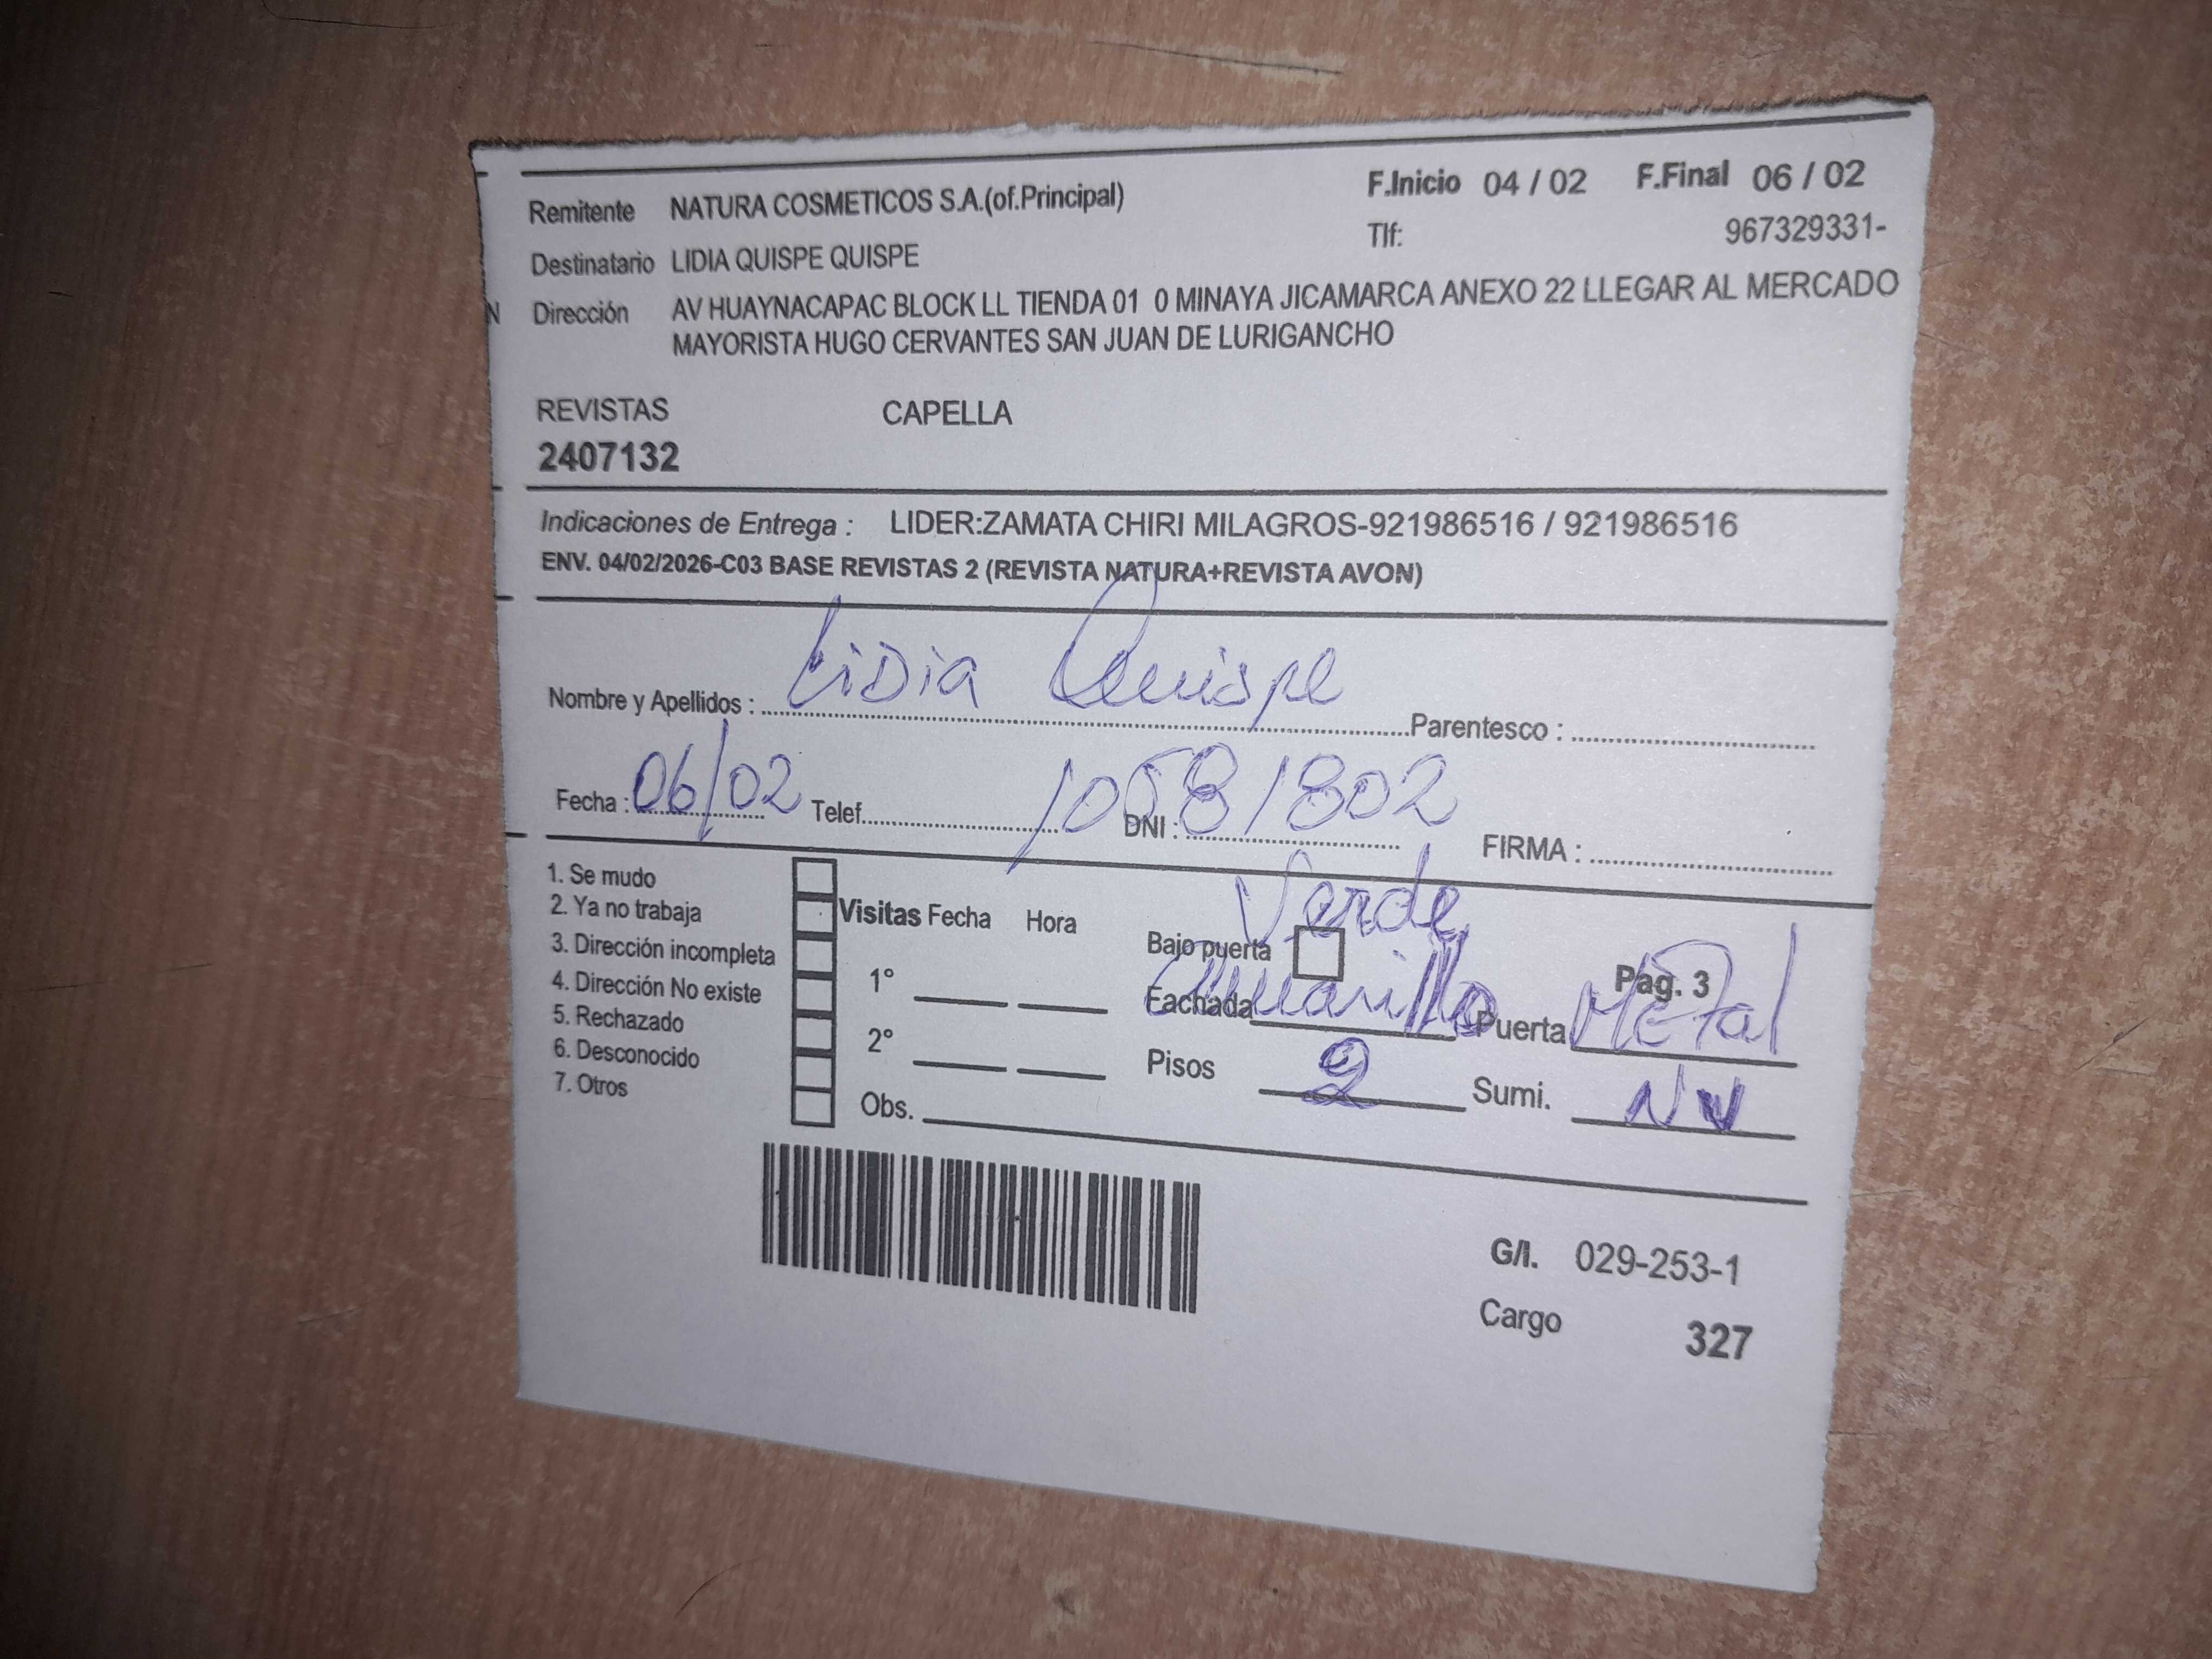 Remitente NATURA COSMETICOS S.A.(of.Principal) F.Inicio 04 / 02 F.Final 06 / 02
Tlf: 967329331-
Destinatario LIDIA QUISPE QUISPE
N Dirección AV HUAYNACAPAC BLOCK LL TIENDA 01 0 MINAYA JICAMARCA ANEXO 22 LLEGAR AL MERCADO
MAYORISTA HUGO CERVANTES SAN JUAN DE LURIGANCHO
REVISTAS CAPELLA
2407132
Indicaciones de Entrega : LIDER:ZAMATA CHIRI MILAGROS-921986516 / 921986516
ENV. 04/02/2026-C03 BASE REVISTAS 2 (REVISTA NATURA+REVISTA AVON)
Nombre y Apellidos : Lidia Quispe Parentesco :
Fecha : 06/02 Telef. DNI : 10581802 FIRMA :
1. Se mudo
2. Ya no trabaja
3. Dirección incompleta
4. Dirección No existe
5. Rechazado
6. Desconocido
7. Otros
Visitas Fecha Hora
1°
2°
Obs.
Verde
Bajo puerta
Pag. 3
Fachada Amarillo Puerta Metal
Pisos 2 Sumi. NV
G/I. 029-253-1
Cargo 327